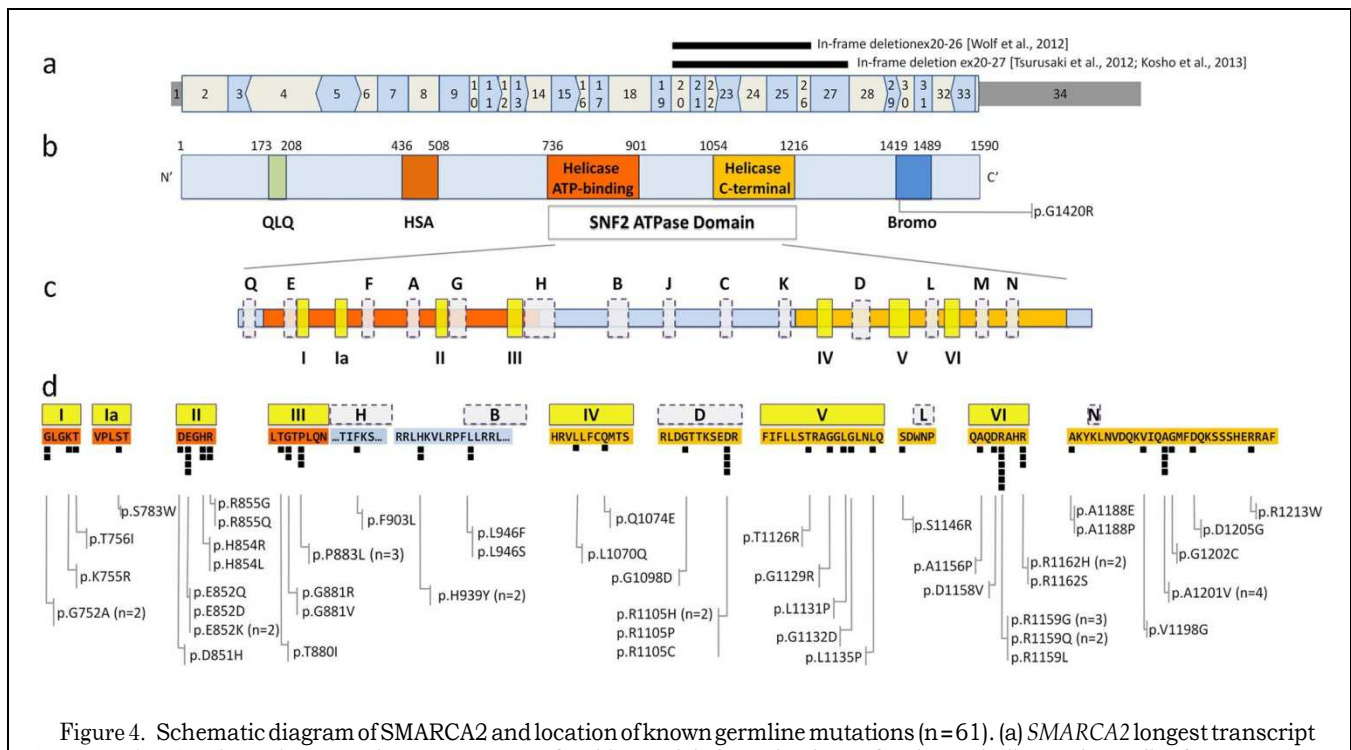 In-frame deletionex20-26 [Wolf et al., 2012]
In-frame deletion ex20-27 [Tsurusaki et al., 2012; Kosho et al., 2013]
a
1 2 3 4 5 6 7 8 9 10 11 12 13 14 15 16 17 18 19 20 21 22 23 24 25 26 27 28 29 30 31 32 33 34
b
1 173 208 436 508 736 901 1054 1216 1419 1489 1590
N' Helicase ATP-binding Helicase C-terminal C'
p.G1420R
QLQ HSA SNF2 ATPase Domain Bromo
c
Q E F A G H B J C K D L M N
I Ia II III IV V VI
d
I Ia II III H B IV D V L VI N
GLGKT VPLST DEGHR LTGTPLQN …TIFKS… RRLHKVLRPFLLRRL… HRVLLFCQMTS RLDGTTKSEDR FIFLLSTRAGGLGLNLQ SDWNP QAQDRAHR AKYKLNVDQKVIQAGMFDQKSSSHERRAF
p.G752A (n=2)
p.K755R
p.T756I
p.S783W
p.D851H
p.E852Q
p.E852D
p.E852K (n=2)
p.H854R
p.H854L
p.R855G
p.R855Q
p.T880I
p.G881R
p.G881V
p.P883L (n=3)
p.F903L
p.H939Y (n=2)
p.L946F
p.L946S
p.L1070Q
p.Q1074E
p.G1098D
p.R1105H (n=2)
p.R1105P
p.R1105C
p.T1126R
p.G1129R
p.L1131P
p.G1132D
p.L1135P
p.S1146R
p.A1156P
p.D1158V
p.R1159G (n=3)
p.R1159Q (n=2)
p.R1159L
p.R1162H (n=2)
p.R1162S
p.A1188E
p.A1188P
p.V1198G
p.A1201V (n=4)
p.G1202C
p.D1205G
p.R1213W
Figure 4. Schematic diagram of SMARCA2 and location of known germline mutations (n=61). (a) SMARCA2 longest transcript